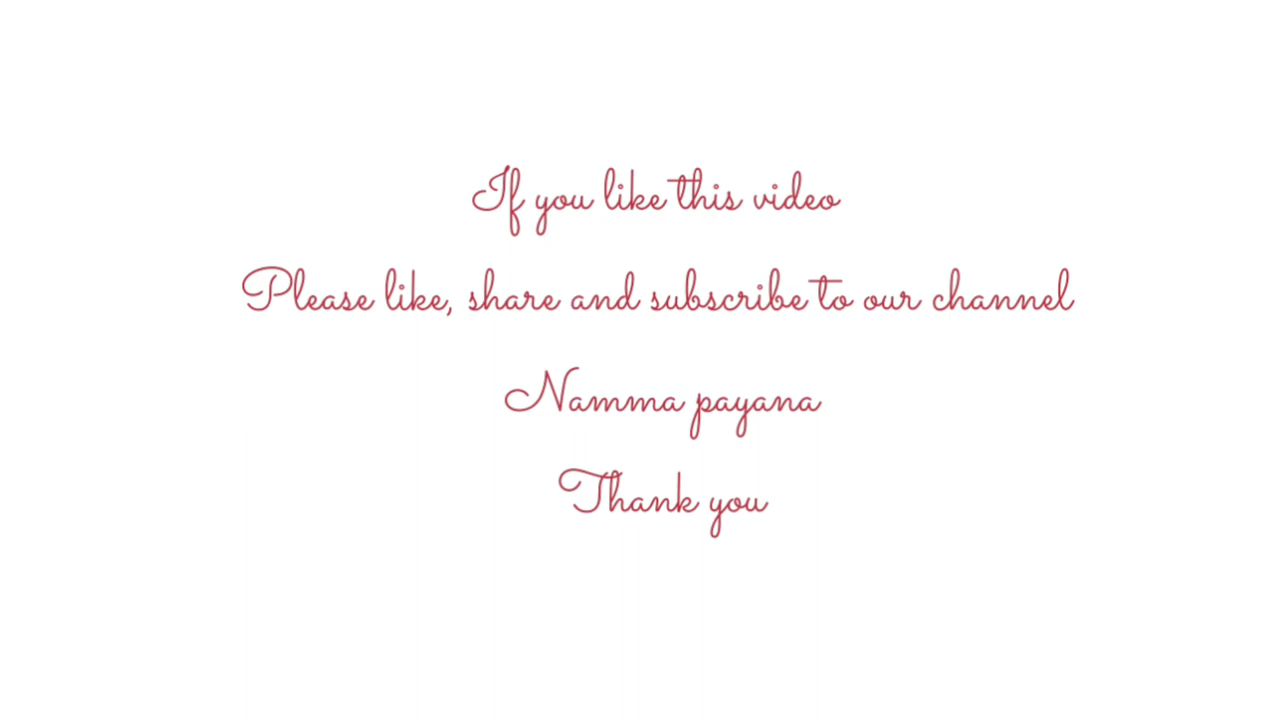 If you like this video
Please like, share and subscribe to our channel
Namma payana
Thank you